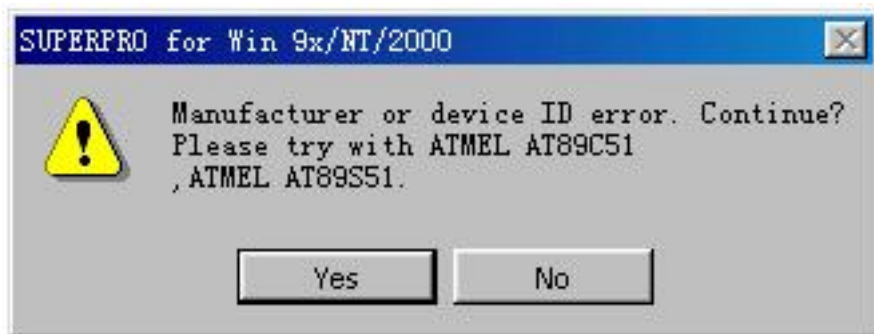 SUPERPRO for Win 9x/NT/2000
Manufacturer or device ID error. Continue?
Please try with ATMEL AT89C51
,ATMEL AT89S51.
Yes No